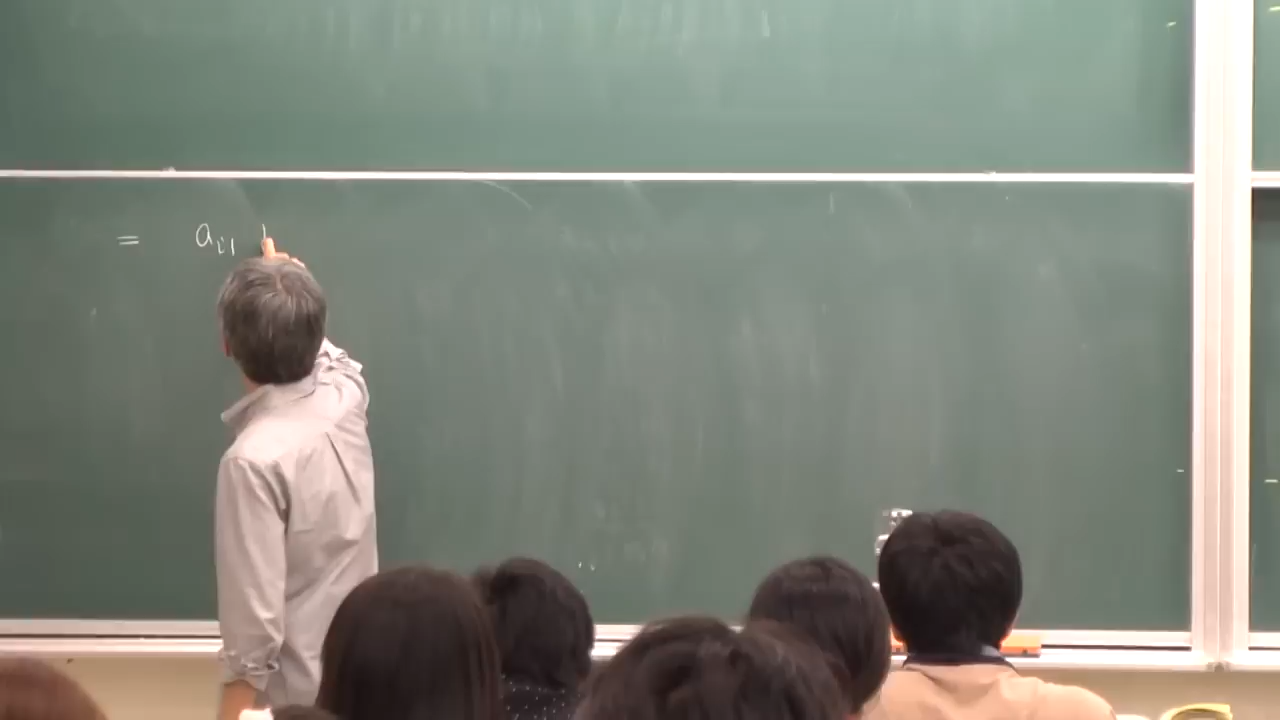 = a_{i1}